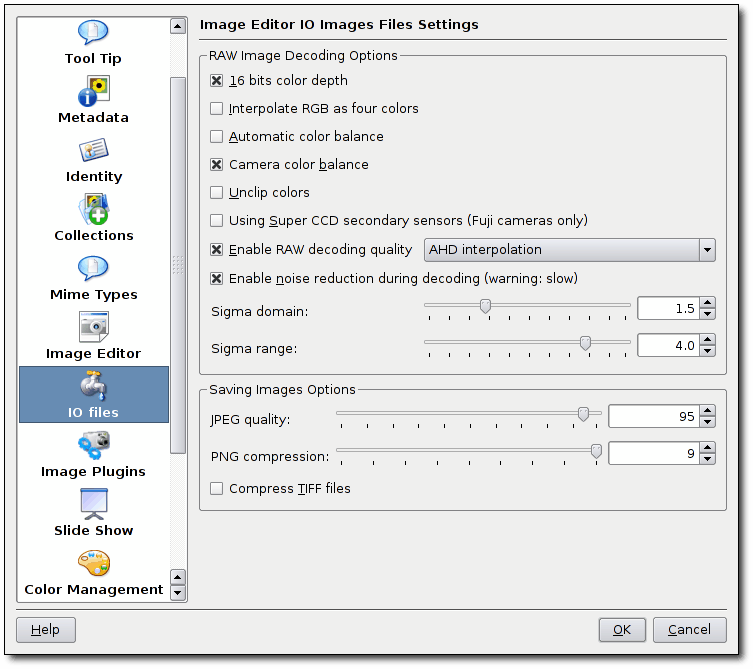 Tool Tip
Metadata
Identity
Collections
Mime Types
Image Editor
IO files
Image Plugins
Slide Show
Color Management
Image Editor IO Images Files Settings
RAW Image Decoding Options
16 bits color depth
Interpolate RGB as four colors
Automatic color balance
Camera color balance
Unclip colors
Using Super CCD secondary sensors (Fuji cameras only)
Enable RAW decoding quality AHD interpolation
Enable noise reduction during decoding (warning: slow)
Sigma domain: 1.5
Sigma range: 4.0
Saving Images Options
JPEG quality: 95
PNG compression: 9
Compress TIFF files
Help OK Cancel